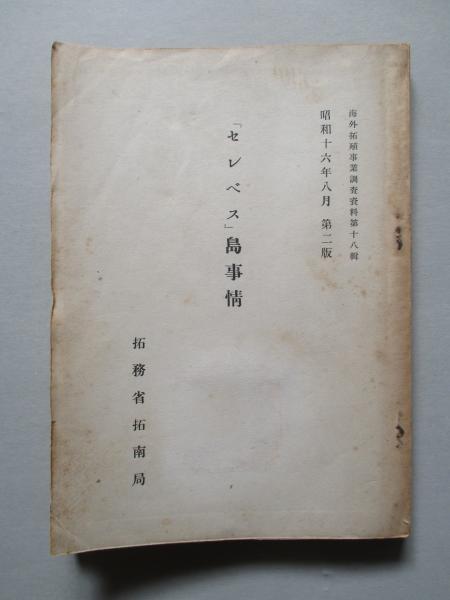 海外拓殖事業調査資料第十八輯
昭和十六年八月 第二版
「セレベス」島事情
拓務省拓南局